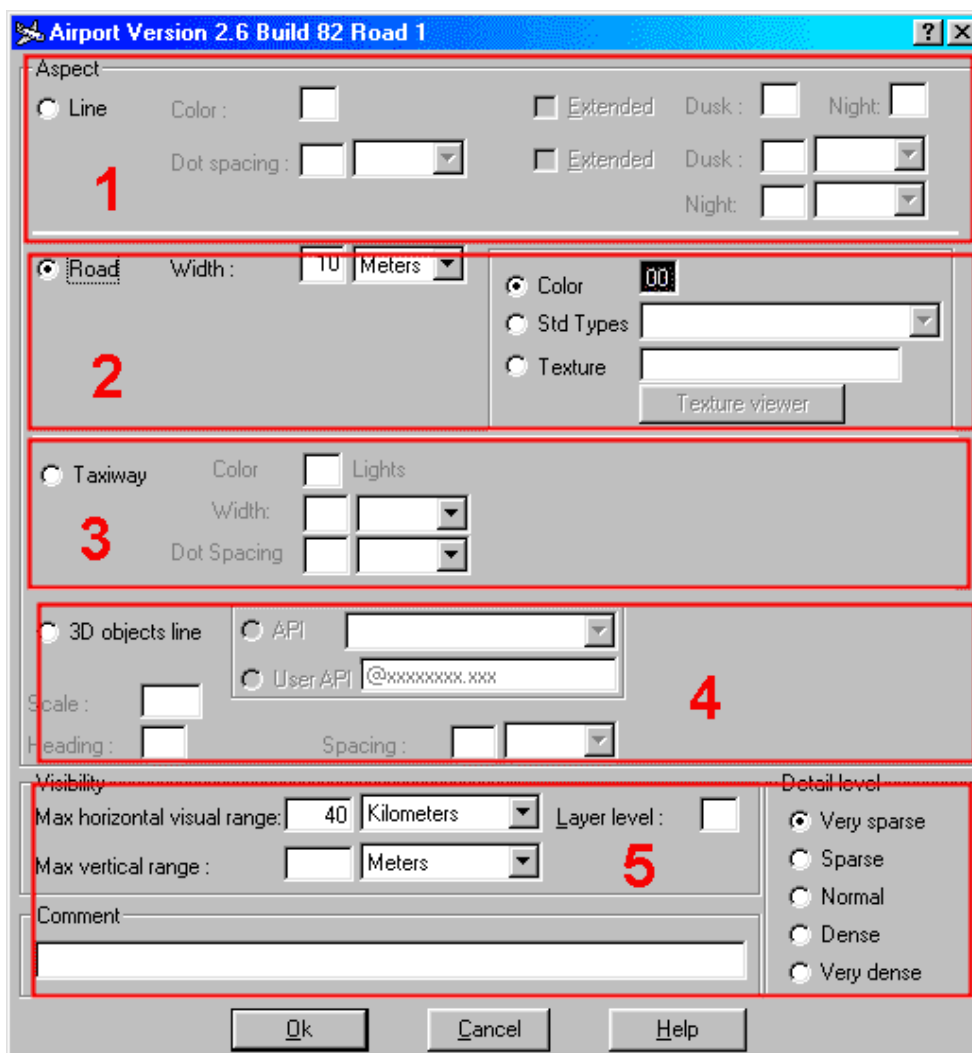 Airport Version 2.6 Build 82 Road 1
Aspect
Line Color : Extended Dusk : Night:
Dot spacing : Extended Dusk :
1
Night:
Road Width : 10 Meters
Color 00
Std Types
Texture
2
Texture viewer
Taxiway Color Lights
Width:
3
Dot Spacing
3D objects line API
User API @xxxxxxxx.xxx
Scale :
4
Heading : Spacing :
Visibility Detail level
Max horizontal visual range: 40 Kilometers Layer level : Very sparse
Max vertical range : Meters 5 Sparse
Normal
Comment
Dense
Very dense
Ok Cancel Help